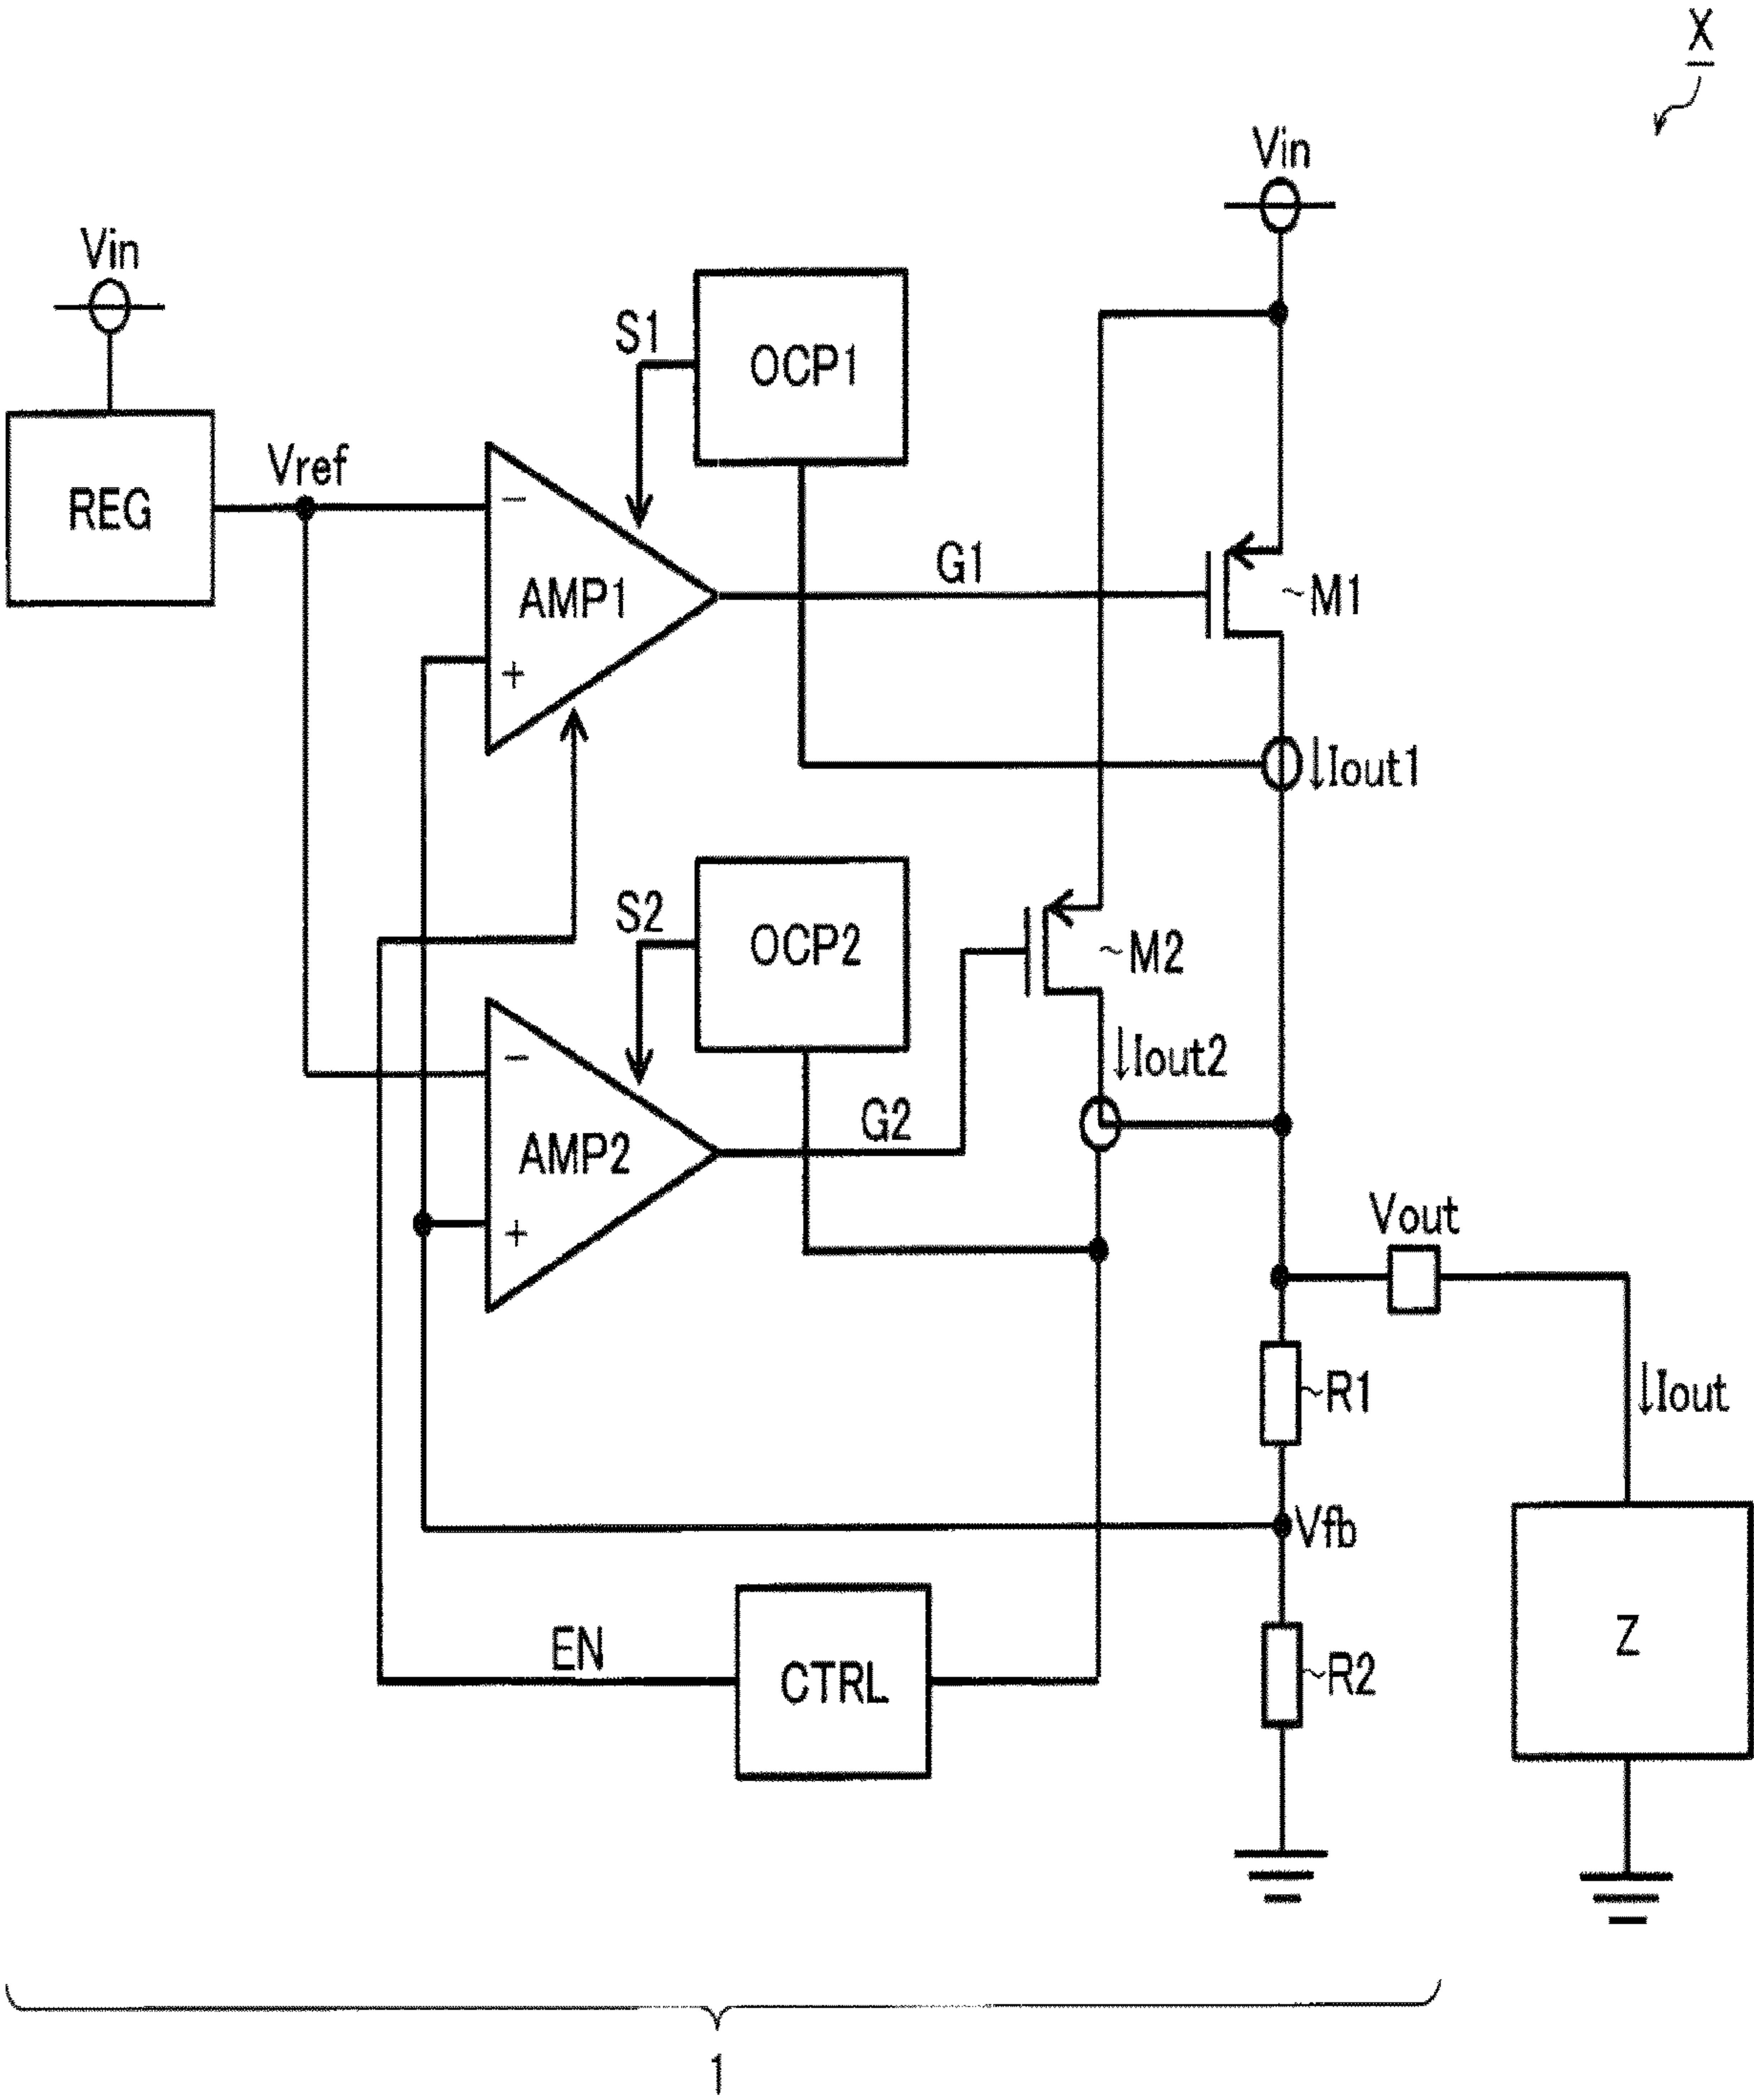 X
Vin
Vin
S1
OCP1
Vref
REG
−
AMP1
+
G1
~M1
↓Iout1
S2
OCP2
~M2
−
AMP2
+
G2
↓Iout2
Vout
~R1
↓Iout
Vfb
EN
CTRL
~R2
Z
1